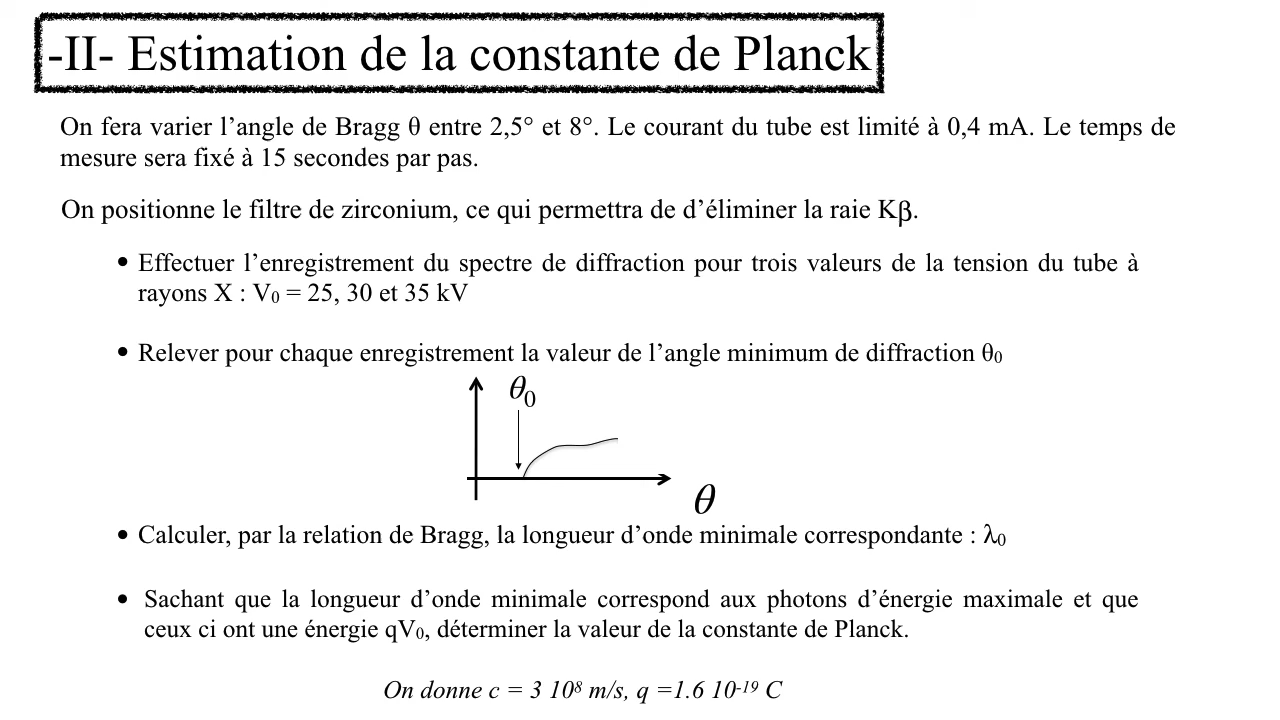 -II- Estimation de la constante de Planck
On fera varier l’angle de Bragg θ entre 2,5° et 8°. Le courant du tube est limité à 0,4 mA. Le temps de
mesure sera fixé à 15 secondes par pas.
On positionne le filtre de zirconium, ce qui permettra de d’éliminer la raie Kβ.
• Effectuer l’enregistrement du spectre de diffraction pour trois valeurs de la tension du tube à
rayons X : V₀ = 25, 30 et 35 kV
• Relever pour chaque enregistrement la valeur de l’angle minimum de diffraction θ₀
θ₀
θ
• Calculer, par la relation de Bragg, la longueur d’onde minimale correspondante : λ₀
• Sachant que la longueur d’onde minimale correspond aux photons d’énergie maximale et que
ceux ci ont une énergie qV₀, déterminer la valeur de la constante de Planck.
On donne c = 3 10⁸ m/s, q =1.6 10⁻¹⁹ C